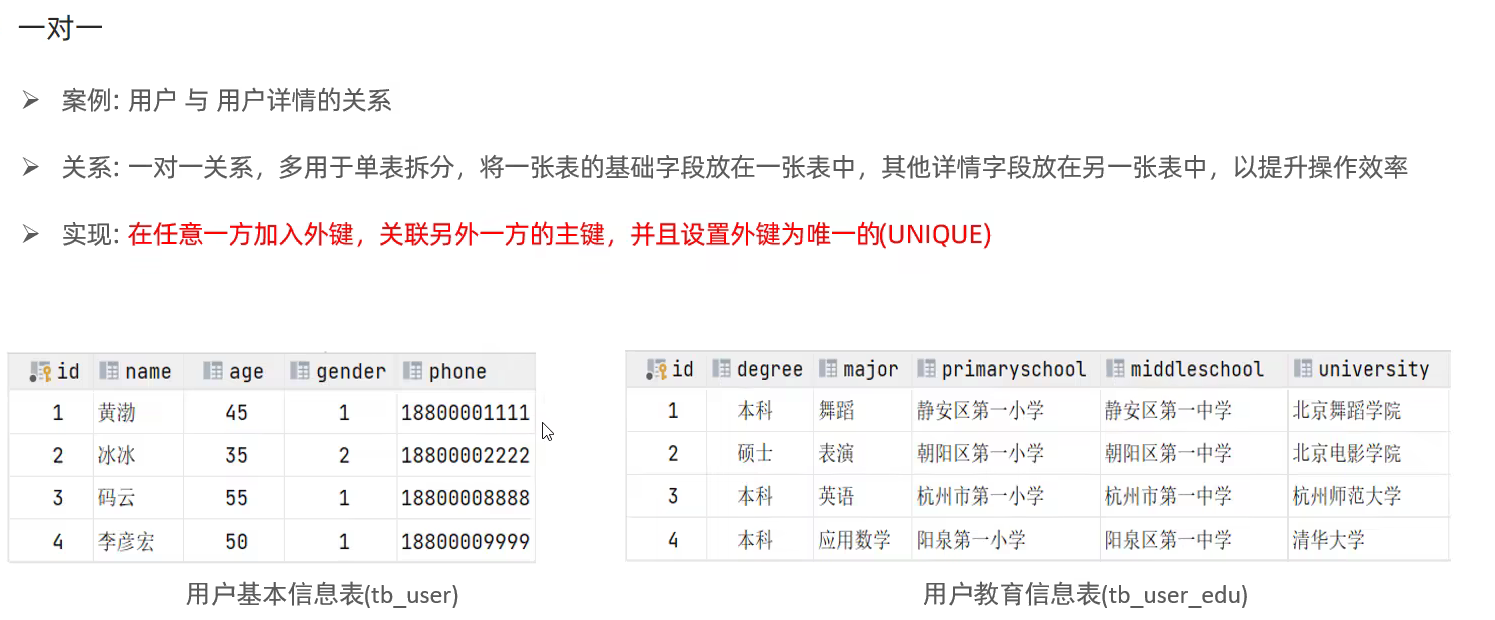 一对一
案例: 用户 与 用户详情的关系
关系: 一对一关系，多用于单表拆分，将一张表的基础字段放在一张表中，其他详情字段放在另一张表中，以提升操作效率
实现: 在任意一方加入外键，关联另外一方的主键，并且设置外键为唯一的(UNIQUE)
id name age gender phone
1 黄渤 45 1 18800001111
2 冰冰 35 2 18800002222
3 码云 55 1 18800008888
4 李彦宏 50 1 18800009999
用户基本信息表(tb_user)
id degree major primaryschool middleschool university
1 本科 舞蹈 静安区第一小学 静安区第一中学 北京舞蹈学院
2 硕士 表演 朝阳区第一小学 朝阳区第一中学 北京电影学院
3 本科 英语 杭州市第一小学 杭州市第一中学 杭州师范大学
4 本科 应用数学 阳泉第一小学 阳泉区第一中学 清华大学
用户教育信息表(tb_user_edu)